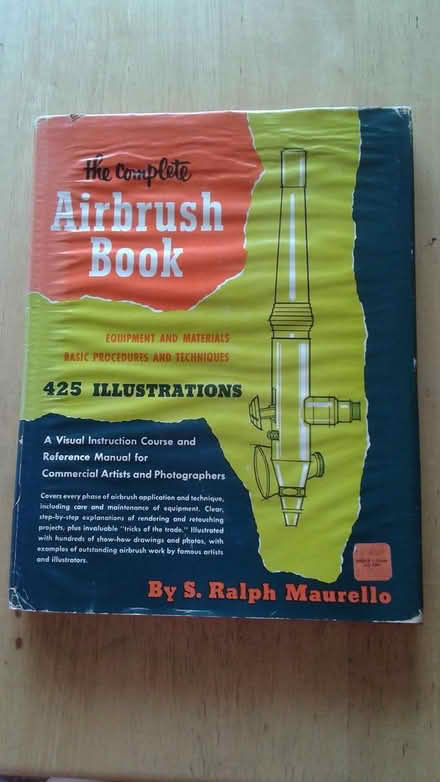 the complete
Airbrush
Book
EQUIPMENT AND MATERIALS
BASIC PROCEDURES AND TECHNIQUES
425 ILLUSTRATIONS
A Visual Instruction Course and
Reference Manual for
Commercial Artists and Photographers
Covers every phase of airbrush application and technique,
including care and maintenance of equipment. Clear,
step-by-step explanations of rendering and retouching
projects, plus invaluable "tricks of the trade." Illustrated
with hundreds of show-how drawings and photos, with
examples of outstanding airbrush work by famous artists
and illustrators.
By S. Ralph Maurello